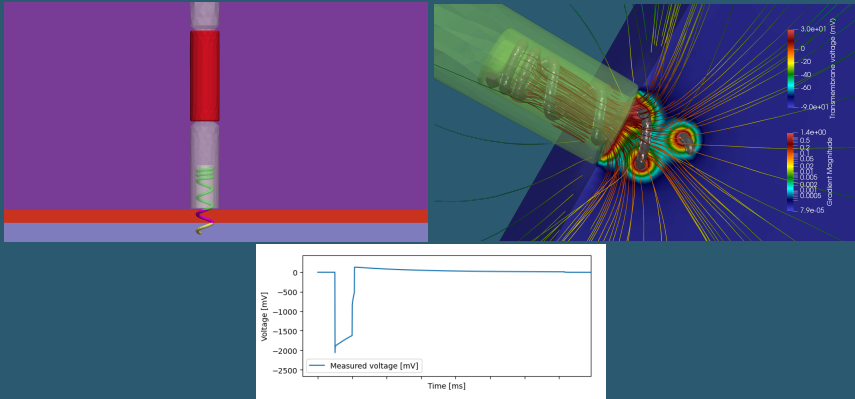 3.0e+01
0
-20
-40
-60
-9.0e+01
Transmembrane voltage (mV)
1.4e+00
0.5
0.2
0.1
0.05
0.02
0.01
0.005
0.002
0.001
0.0005
7.9e-05
Gradient Magnitude
0
−500
−1000
−1500
−2000
−2500
Voltage [mV]
Measured voltage [mV]
Time [ms]